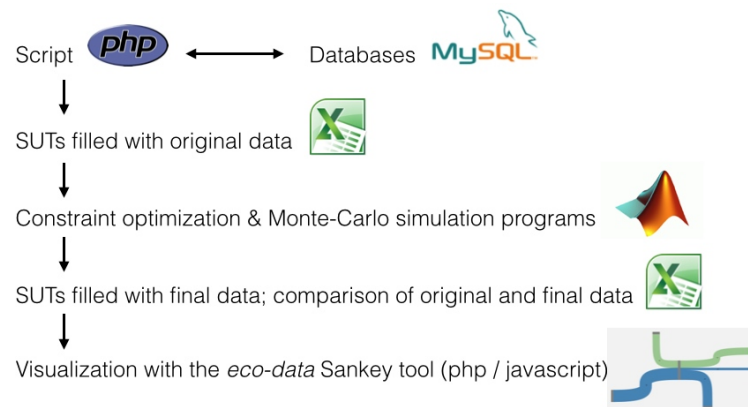 Script php Databases MySQL
SUTs filled with original data
Constraint optimization & Monte-Carlo simulation programs
SUTs filled with final data; comparison of original and final data
Visualization with the eco-data Sankey tool (php / javascript)